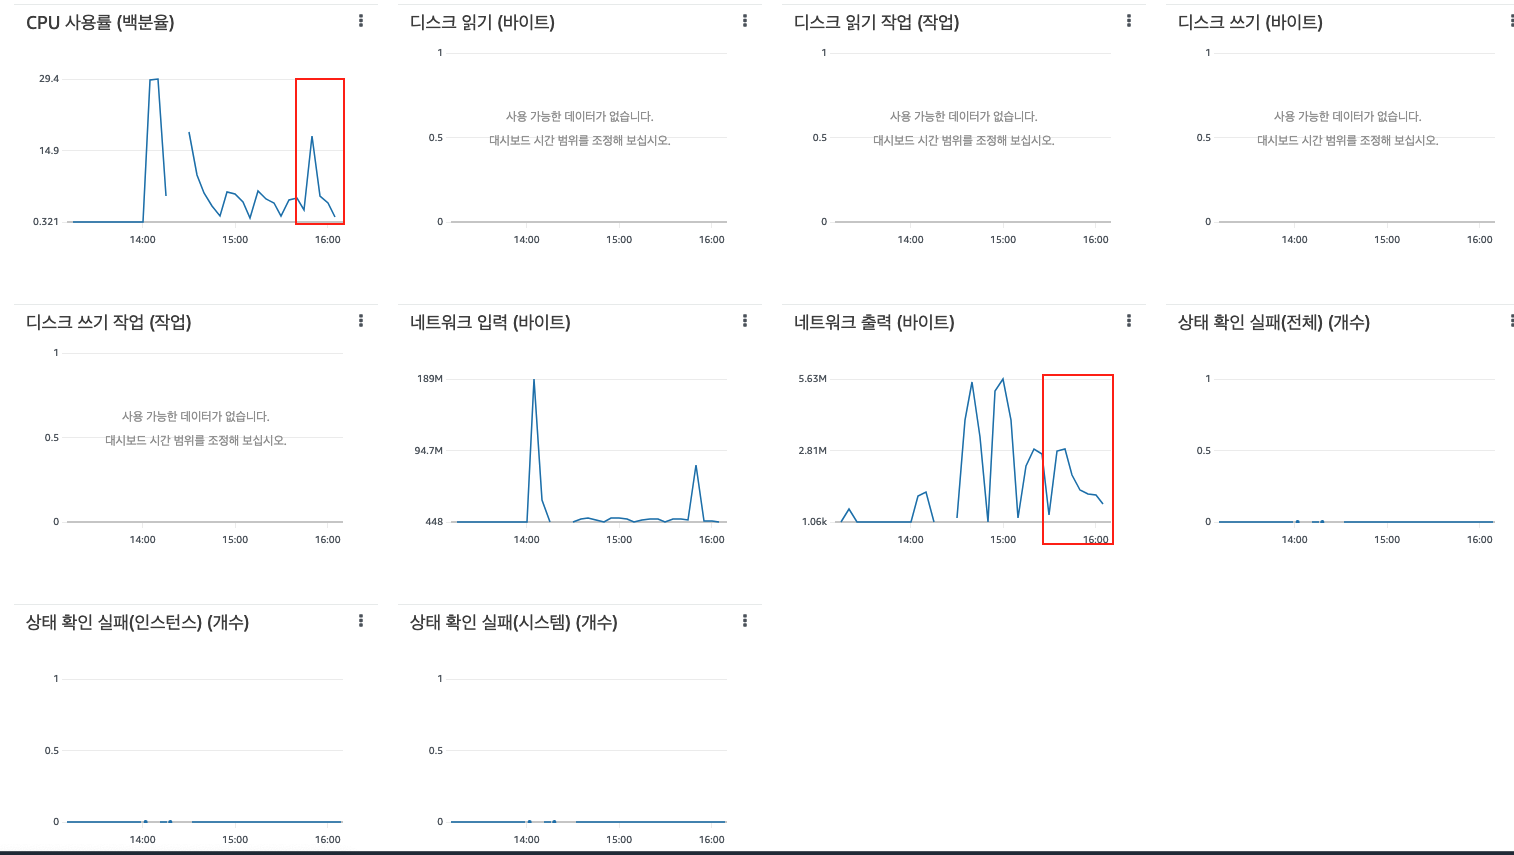 CPU 사용률 (백분율)
29.4
14.9
0.321
14:00
15:00
16:00
디스크 읽기 (바이트)
1
사용 가능한 데이터가 없습니다.
0.5
대시보드 시간 범위를 조정해 보십시오.
0
14:00
15:00
16:00
디스크 읽기 작업 (작업)
1
사용 가능한 데이터가 없습니다.
0.5
대시보드 시간 범위를 조정해 보십시오.
0
14:00
15:00
16:00
디스크 쓰기 (바이트)
1
사용 가능한 데이터가 없습니다.
0.5
대시보드 시간 범위를 조정해 보십시오.
0
14:00
15:00
16:00
디스크 쓰기 작업 (작업)
1
사용 가능한 데이터가 없습니다.
0.5
대시보드 시간 범위를 조정해 보십시오.
0
14:00
15:00
16:00
네트워크 입력 (바이트)
189M
94.7M
448
14:00
15:00
16:00
네트워크 출력 (바이트)
5.63M
2.81M
1.06k
14:00
15:00
16:00
상태 확인 실패(전체) (개수)
1
0.5
0
14:00
15:00
16:00
상태 확인 실패(인스턴스) (개수)
1
0.5
0
14:00
15:00
16:00
상태 확인 실패(시스템) (개수)
1
0.5
0
14:00
15:00
16:00